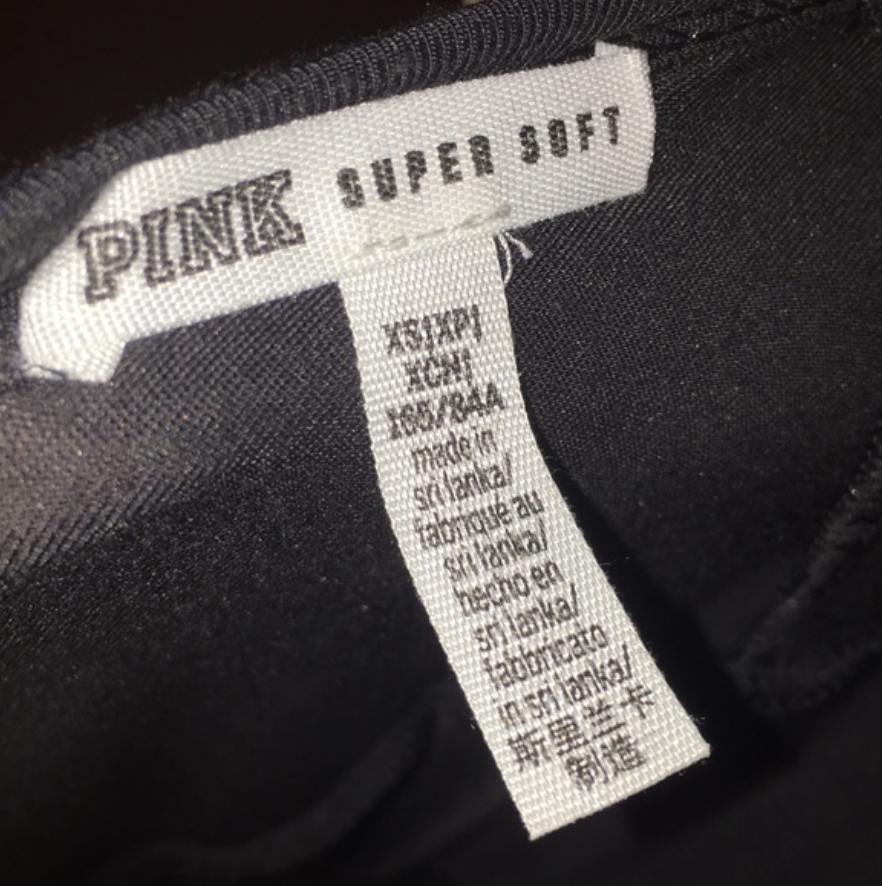 PINK SUPER SOFT
XS|XP|
XCH|
165/84A
made in
sri lanka/
fabriqué au
sri lanka/
hecho en
sri lanka/
fabbricato
in sri lanka/
斯里兰卡
制造